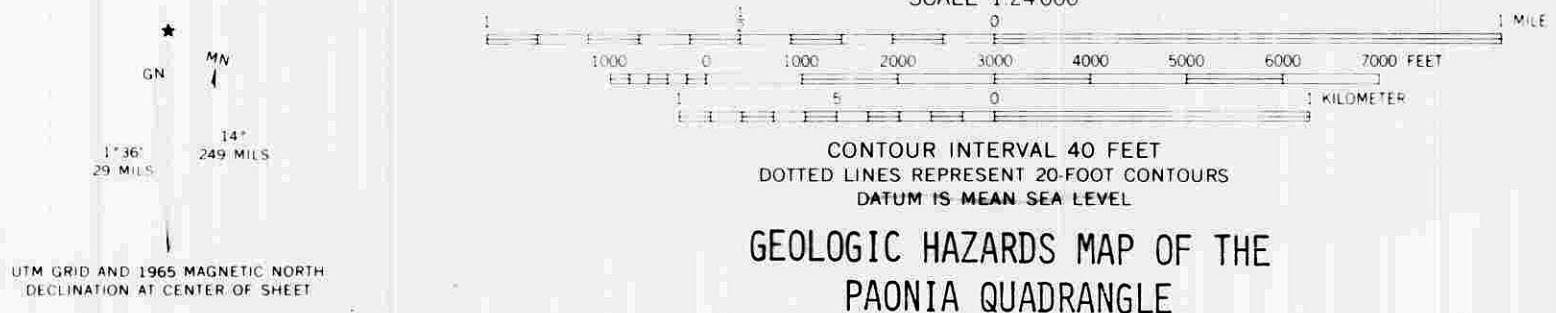 SCALE 1:24000
1 1/2 0 1 MILE
1000 0 1000 2000 3000 4000 5000 6000 7000 FEET
1 5 0 1 KILOMETER
CONTOUR INTERVAL 40 FEET
DOTTED LINES REPRESENT 20-FOOT CONTOURS
DATUM IS MEAN SEA LEVEL
GEOLOGIC HAZARDS MAP OF THE
PAONIA QUADRANGLE
★
MN
GN
14°
249 MILS
1°36'
29 MILS
UTM GRID AND 1965 MAGNETIC NORTH
DECLINATION AT CENTER OF SHEET